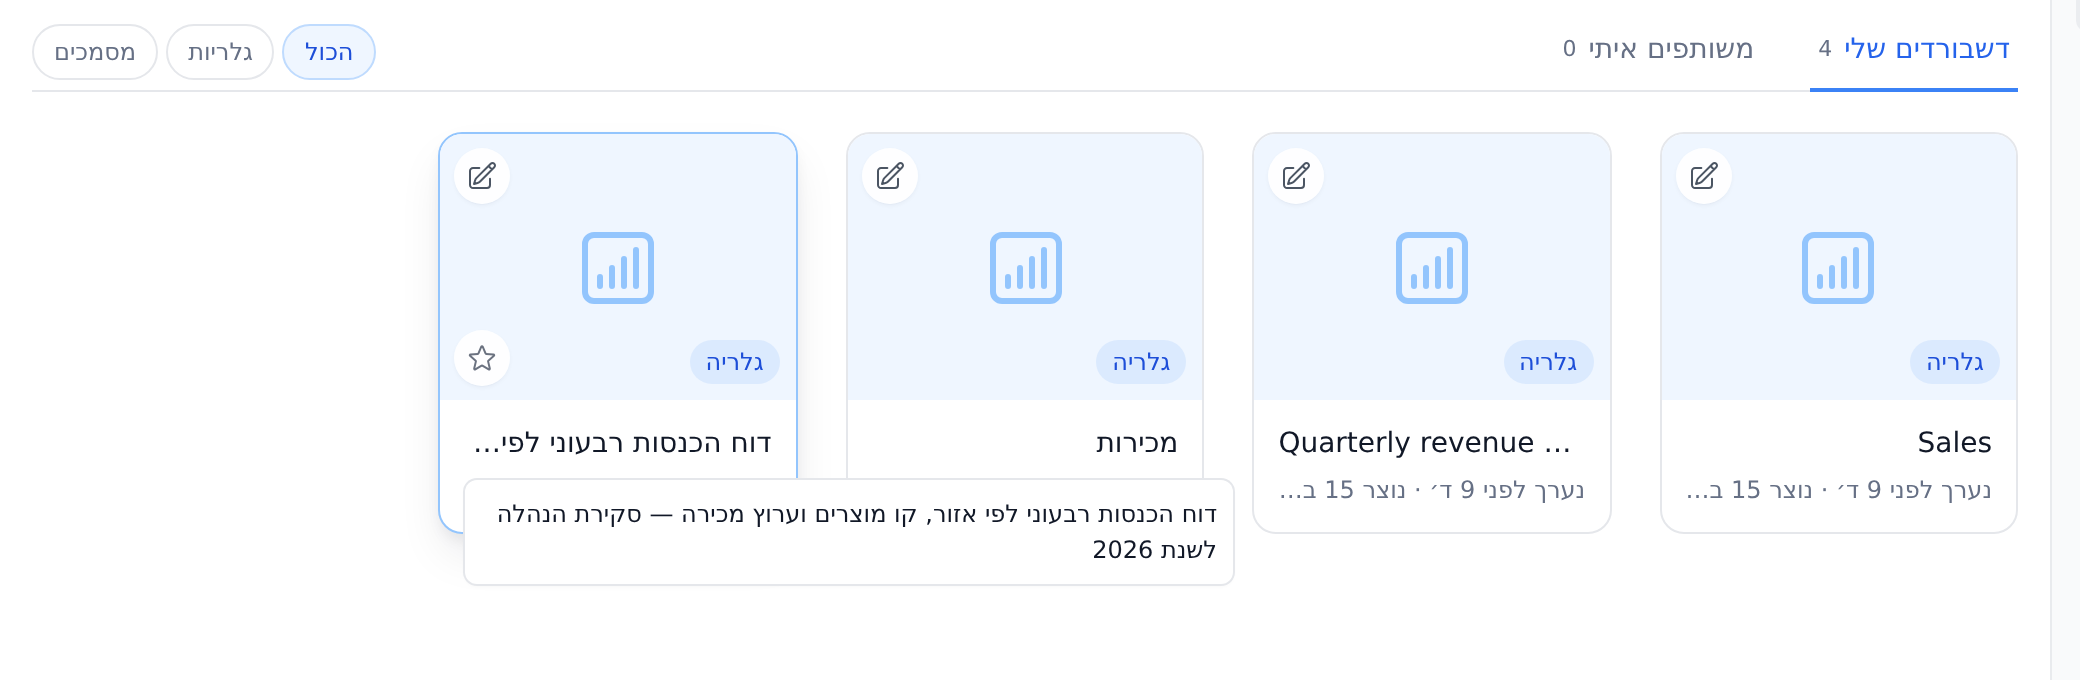 דשבורדים שלי 4
משותפים איתי 0
הכול
גלריות
מסמכים
גלריה
Sales
נערך לפני 9 ד׳ · נוצר 15 ב...
גלריה
Quarterly revenue ...
נערך לפני 9 ד׳ · נוצר 15 ב...
גלריה
מכירות
גלריה
דוח הכנסות רבעוני לפי...
דוח הכנסות רבעוני לפי אזור, קו מוצרים וערוץ מכירה — סקירת הנהלה
לשנת 2026